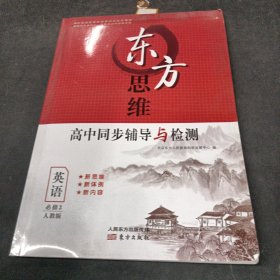 东方
思维
高中同步辅导与检测
英语
必修2
人教版
★新思维
★新体例
★新内容
人民东方出版传媒
东方出版社